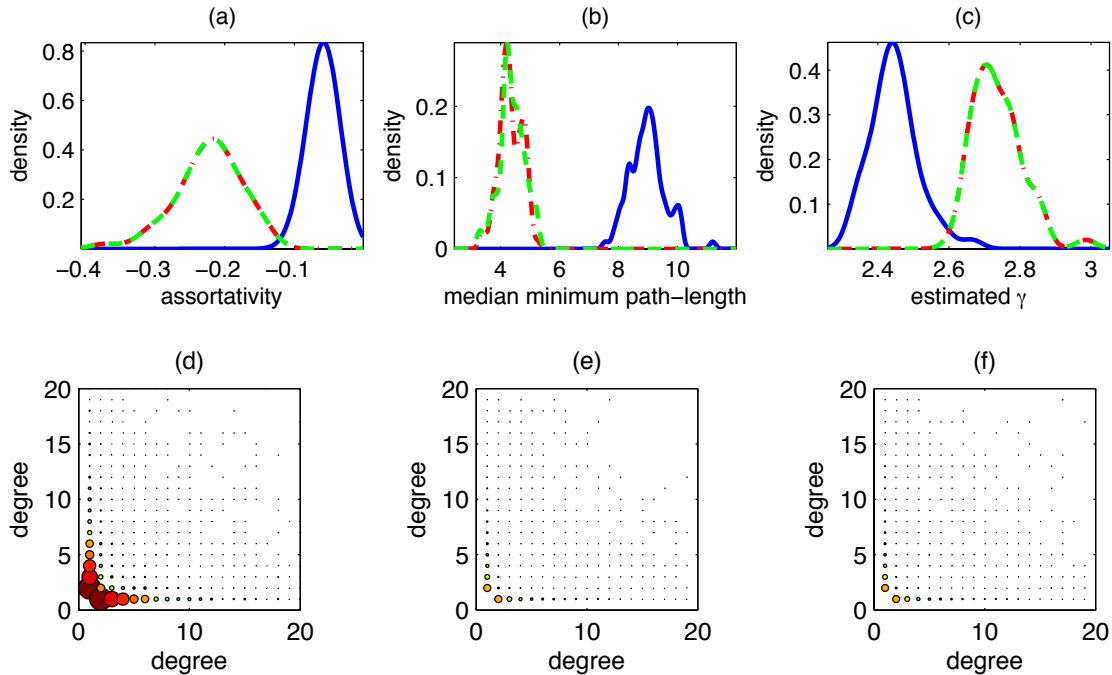 (a)
density
0.8
0.6
0.4
0.2
−0.4
−0.3
−0.2
−0.1
assortativity
(b)
density
0.2
0.1
0
4
6
8
10
median minimum path−length
(c)
density
0.4
0.3
0.2
0.1
2.4
2.6
2.8
3
estimated γ
(d)
degree
20
15
10
5
0
0
10
20
degree
(e)
degree
20
15
10
5
0
0
10
20
degree
(f)
degree
20
15
10
5
0
0
10
20
degree